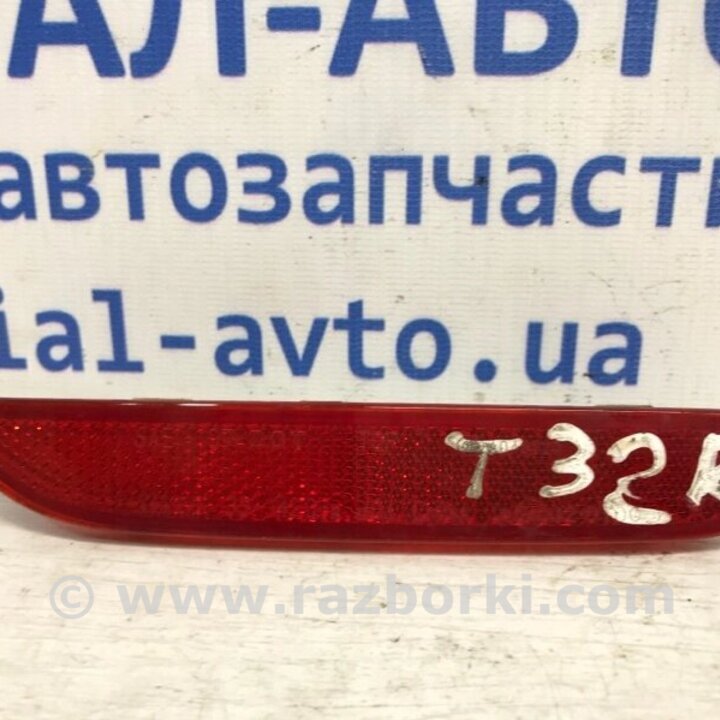 АЛ-АВТО
автозапчасти
ial-avto.ua
T32R
© www.razborki.com